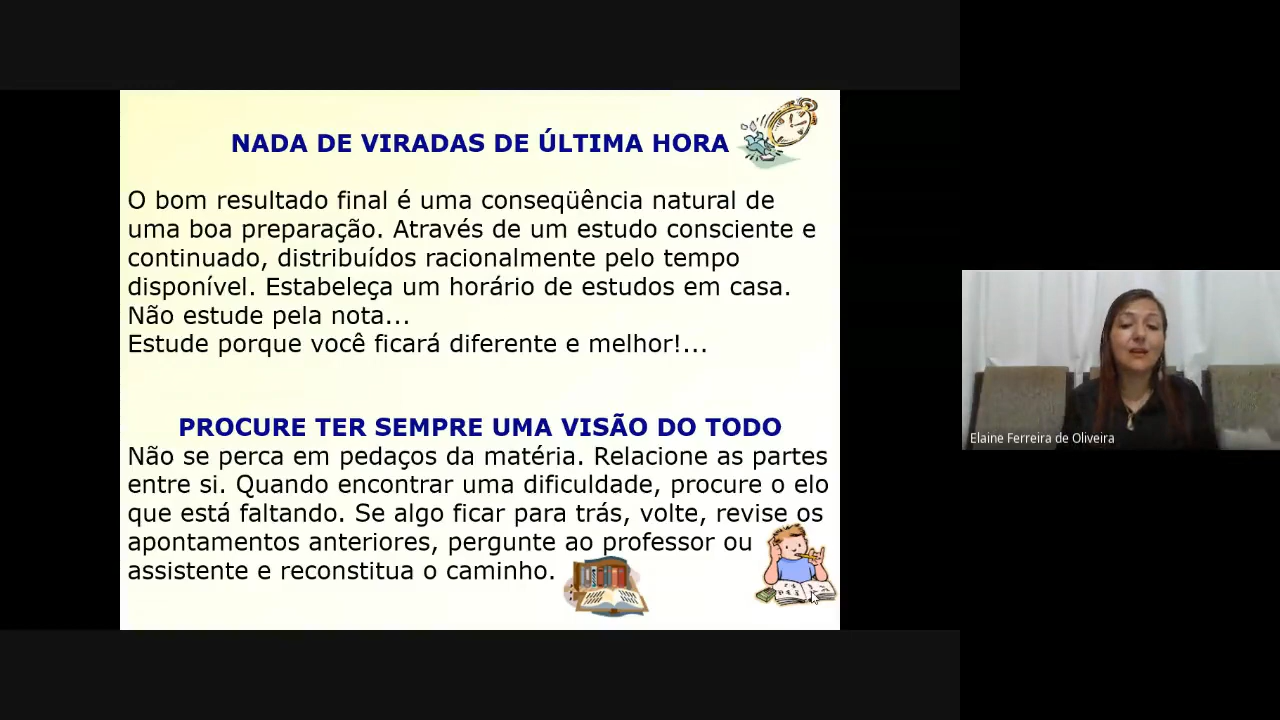 NADA DE VIRADAS DE ÚLTIMA HORA
O bom resultado final é uma conseqüência natural de
uma boa preparação. Através de um estudo consciente e
continuado, distribuídos racionalmente pelo tempo
disponível. Estabeleça um horário de estudos em casa.
Não estude pela nota...
Estude porque você ficará diferente e melhor!...
PROCURE TER SEMPRE UMA VISÃO DO TODO
Não se perca em pedaços da matéria. Relacione as partes
entre si. Quando encontrar uma dificuldade, procure o elo
que está faltando. Se algo ficar para trás, volte, revise os
apontamentos anteriores, pergunte ao professor ou
assistente e reconstitua o caminho.
Elaine Ferreira de Oliveira